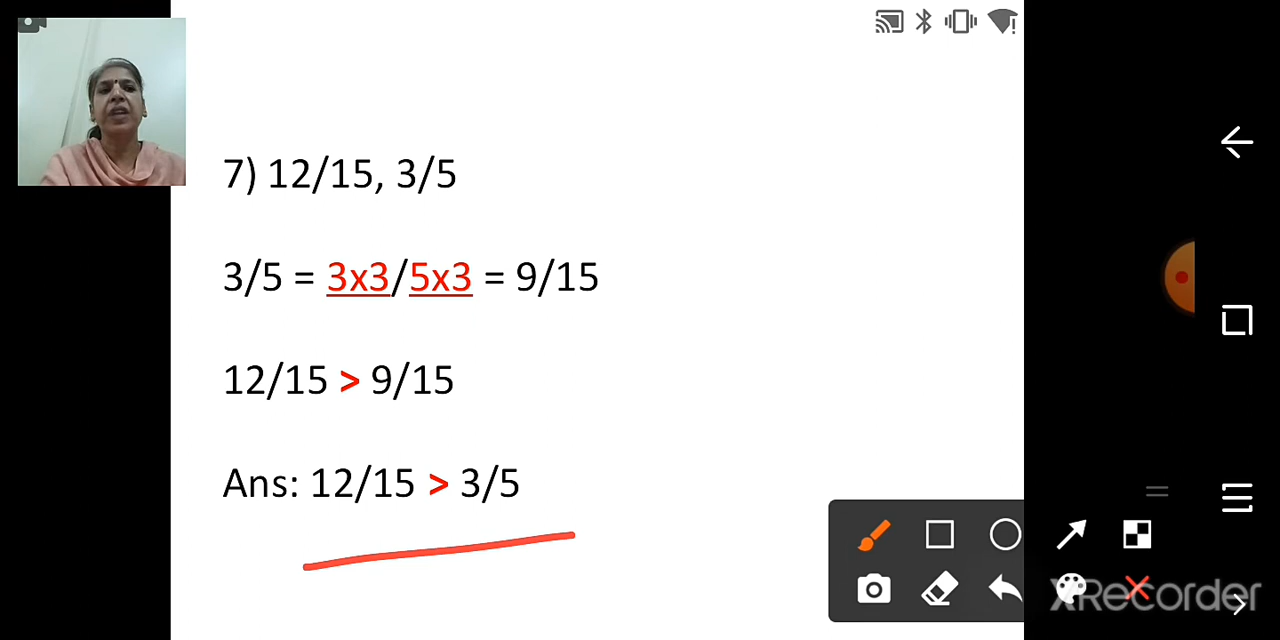 7) 12/15, 3/5
3/5 = 3x3/5x3 = 9/15
12/15 > 9/15
Ans: 12/15 > 3/5
XRecorder